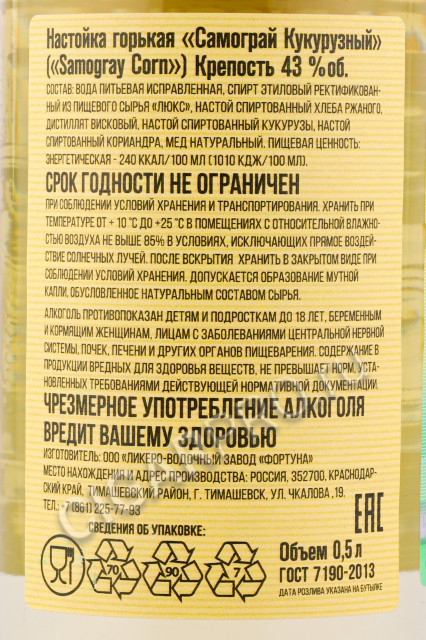 Настойка горькая «Самограй Кукурузный»
(«Samogray Corn») Крепость 43 %об.
СОСТАВ: ВОДА ПИТЬЕВАЯ ИСПРАВЛЕННАЯ, СПИРТ ЭТИЛОВЫЙ РЕКТИФИКОВАН-
НЫЙ ИЗ ПИЩЕВОГО СЫРЬЯ «ЛЮКС», НАСТОЙ СПИРТОВАННЫЙ ХЛЕБА РЖАНОГО,
ДИСТИЛЛЯТ ВИСКОВЫЙ, НАСТОЙ СПИРТОВАННЫЙ КУКУРУЗЫ, НАСТОЙ
СПИРТОВАННЫЙ КОРИАНДРА, МЕД НАТУРАЛЬНЫЙ. ПИЩЕВАЯ ЦЕННОСТЬ:
ЭНЕРГЕТИЧЕСКАЯ - 240 ККАЛ/100 МЛ (1010 КДЖ/100 МЛ).
СРОК ГОДНОСТИ НЕ ОГРАНИЧЕН
ПРИ СОБЛЮДЕНИИ УСЛОВИЙ ХРАНЕНИЯ И ТРАНСПОРТИРОВАНИЯ. ХРАНИТЬ ПРИ
ТЕМПЕРАТУРЕ ОТ + 10 °С ДО +25 °С В ПОМЕЩЕНИЯХ С ОТНОСИТЕЛЬНОЙ ВЛАЖНО-
СТЬЮ ВОЗДУХА НЕ ВЫШЕ 85% В УСЛОВИЯХ, ИСКЛЮЧАЮЩИХ ПРЯМОЕ ВОЗДЕЙ-
СТВИЕ СОЛНЕЧНЫХ ЛУЧЕЙ. ПОСЛЕ ВСКРЫТИЯ ХРАНИТЬ В ЗАКРЫТОМ ВИДЕ ПРИ
СОБЛЮДЕНИИ УСЛОВИЙ ХРАНЕНИЯ. ДОПУСКАЕТСЯ ОБРАЗОВАНИЕ МУТНОЙ
КАПЛИ, ОБУСЛОВЛЕННОЕ НАТУРАЛЬНЫМ СОСТАВОМ СЫРЬЯ.
АЛКОГОЛЬ ПРОТИВОПОКАЗАН ДЕТЯМ И ПОДРОСТКАМ ДО 18 ЛЕТ, БЕРЕМЕННЫМ
И КОРМЯЩИМ ЖЕНЩИНАМ, ЛИЦАМ С ЗАБОЛЕВАНИЯМИ ЦЕНТРАЛЬНОЙ НЕРВНОЙ
СИСТЕМЫ, ПОЧЕК, ПЕЧЕНИ И ДРУГИХ ОРГАНОВ ПИЩЕВАРЕНИЯ. СОДЕРЖАНИЕ В
ПРОДУКЦИИ ВРЕДНЫХ ДЛЯ ЗДОРОВЬЯ ВЕЩЕСТВ, НЕ ПРЕВЫШАЕТ НОРМ, УСТА-
НОВЛЕННЫХ ТРЕБОВАНИЯМИ ДЕЙСТВУЮЩЕЙ НОРМАТИВНОЙ ДОКУМЕНТАЦИИ.
ЧРЕЗМЕРНОЕ УПОТРЕБЛЕНИЕ АЛКОГОЛЯ
ВРЕДИТ ВАШЕМУ ЗДОРОВЬЮ
ИЗГОТОВИТЕЛЬ: ООО «ЛИКЕРО-ВОДОЧНЫЙ ЗАВОД «ФОРТУНА»
МЕСТО НАХОЖДЕНИЯ И АДРЕС ПРОИЗВОДСТВА: РОССИЯ, 352700, КРАСНОДАР-
СКИЙ КРАЙ, ТИМАШЕВСКИЙ РАЙОН, Г. ТИМАШЕВСК, УЛ. ЧКАЛОВА ,19.
ТЕЛ.: +7 (861) 225-77-93
СВЕДЕНИЯ ОБ УПАКОВКЕ:
EAC
70
90
7
Объем 0,5 л
ГОСТ 7190-2013
ДАТА РОЗЛИВА УКАЗАНА НА БУТЫЛКЕ